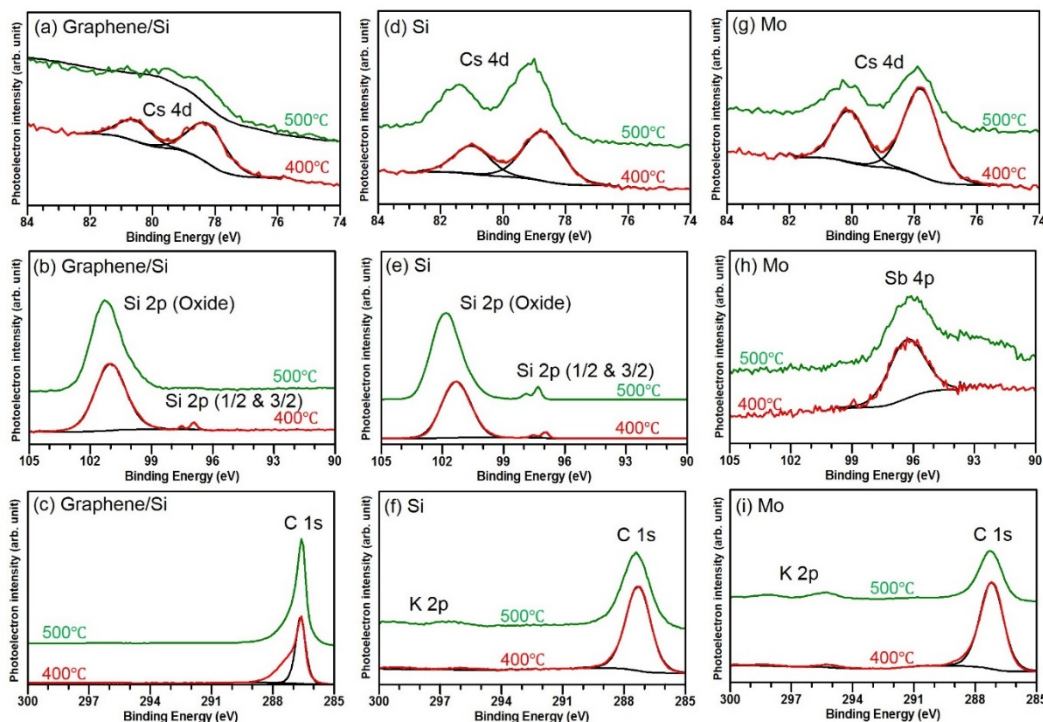 (a) Graphene/Si
Photoelectron intensity (arb. unit)
Cs 4d
500°C
400°C
84 82 80 78 76 74
Binding Energy (eV)
(d) Si
Photoelectron intensity (arb. unit)
Cs 4d
500°C
400°C
84 82 80 78 76 74
Binding Energy (eV)
(g) Mo
Photoelectron intensity (arb. unit)
Cs 4d
500°C
400°C
84 82 80 78 76 74
Binding Energy (eV)
(b) Graphene/Si
Photoelectron intensity (arb. unit)
Si 2p (Oxide)
500°C
Si 2p (1/2 & 3/2)
400°C
105 102 99 96 93 90
Binding Energy (eV)
(e) Si
Photoelectron intensity (arb. unit)
Si 2p (Oxide)
Si 2p (1/2 & 3/2)
500°C
400°C
105 102 99 96 93 90
Binding Energy (eV)
(h) Mo
Photoelectron intensity (arb. unit)
Sb 4p
500°C
400°C
105 102 99 96 93 90
Binding Energy (eV)
(c) Graphene/Si
Photoelectron intensity (arb. unit)
C 1s
500°C
400°C
300 297 294 291 288 285
Binding Energy (eV)
(f) Si
Photoelectron intensity (arb. unit)
C 1s
K 2p
500°C
400°C
300 297 294 291 288 285
Binding Energy (eV)
(i) Mo
Photoelectron intensity (arb. unit)
C 1s
K 2p
500°C
400°C
300 297 294 291 288 285
Binding Energy (eV)